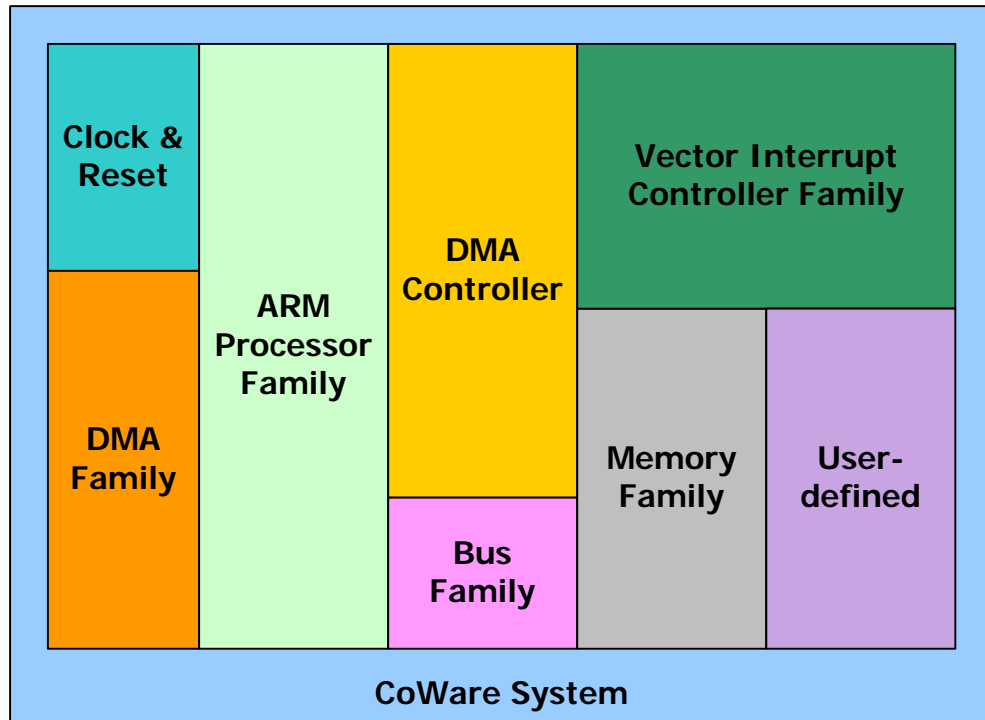 Clock &
Reset
DMA
Family
ARM
Processor
Family
DMA
Controller
Bus
Family
Vector Interrupt
Controller Family
Memory
Family
User-
defined
CoWare System